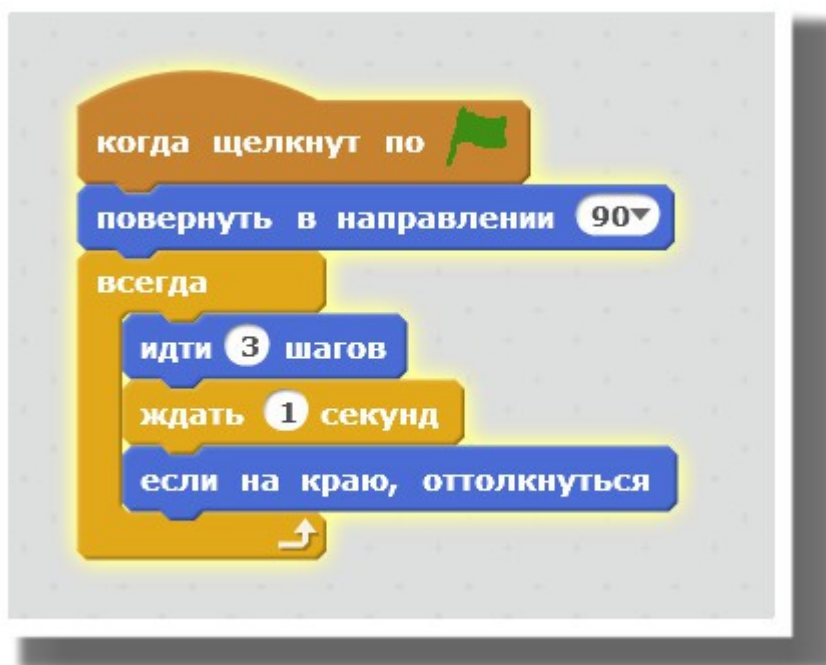 когда щелкнут по
повернуть в направлении 90
всегда
идти 3 шагов
ждать 1 секунд
если на краю, оттолкнуться